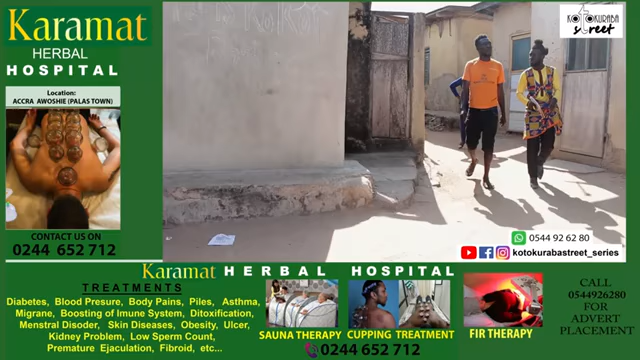 Karamat
HERBAL
HOSPITAL
Location:
ACCRA AWOSHIE (PALAS TOWN)
CONTACT US ON
0244 652 712
KOTOKURABA
street
0544 92 62 80
kotokurabastreet_series
Karamat HERBAL HOSPITAL
TREATMENTS
Diabetes, Blood Presure, Body Pains, Piles, Asthma,
Migrane, Boosting of Imune System, Ditoxification,
Menstral Disoder, Skin Diseases, Obesity, Ulcer,
Kidney Problem, Low Sperm Count,
Premature Ejaculation, Fibroid, etc...
SAUNA THERAPY
CUPPING TREATMENT
FIR THERAPY
0244 652 712
CALL
0544926280
FOR
ADVERT
PLACEMENT